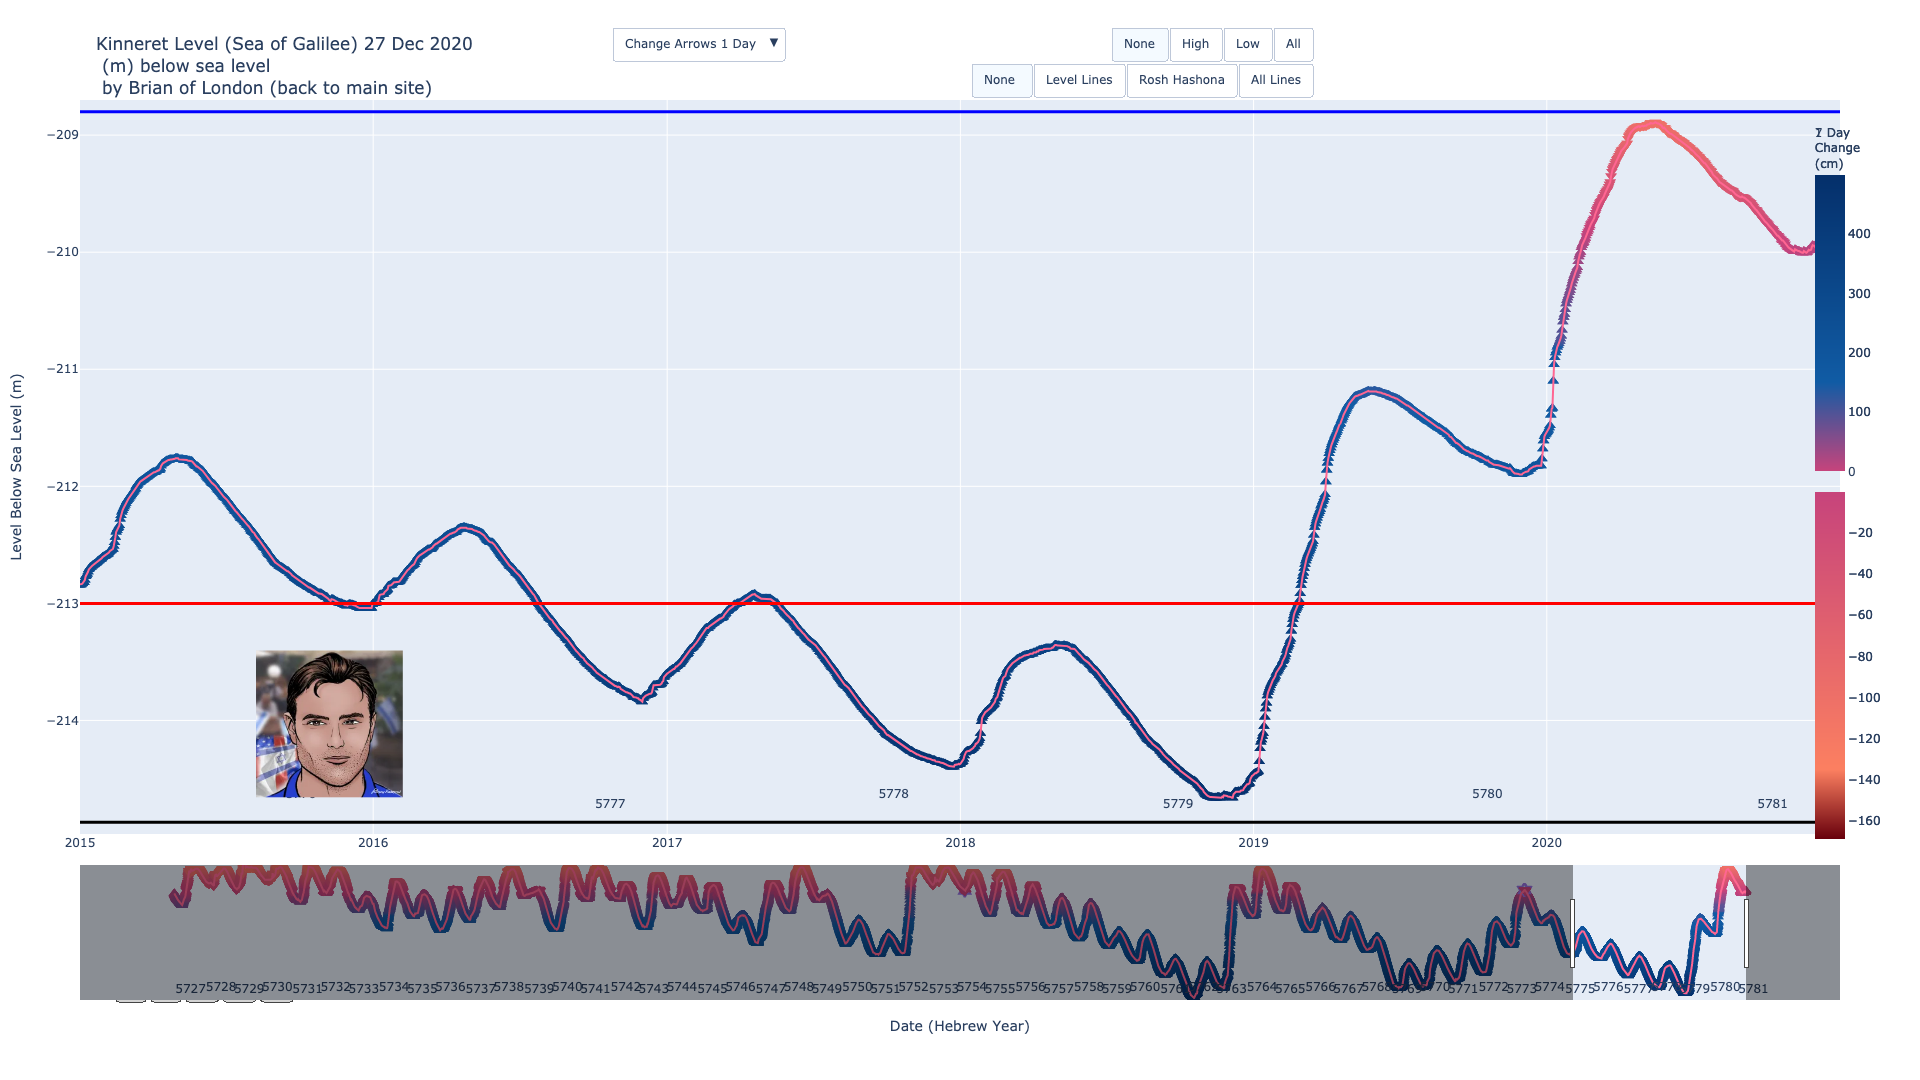 Kinneret Level (Sea of Galilee) 27 Dec 2020
(m) below sea level
by Brian of London (back to main site)
Change Arrows 1 Day ▼
None High Low All
None Level Lines Rosh Hashona All Lines
Day
Change
(cm)
400
300
200
100
0
−20
−40
−60
−80
−100
−120
−140
−160
Level Below Sea Level (m)
−209
−210
−211
−212
−213
−214
5777
5778
5779
5780
5781
2015
2016
2017
2018
2019
2020
5727 5728 5729 5730 5731 5732 5733 5734 5735 5736 5737 5738 5739 5740 5741 5742 5743 5744 5745 5746 5747 5748 5749 5750 5751 5752 5753 5754 5755 5756 5757 5758 5759 5760 5763 5764 5765 5766 5767 5768 5771 5772 5773 5774 5775 5776 5777 5780 5781
Date (Hebrew Year)